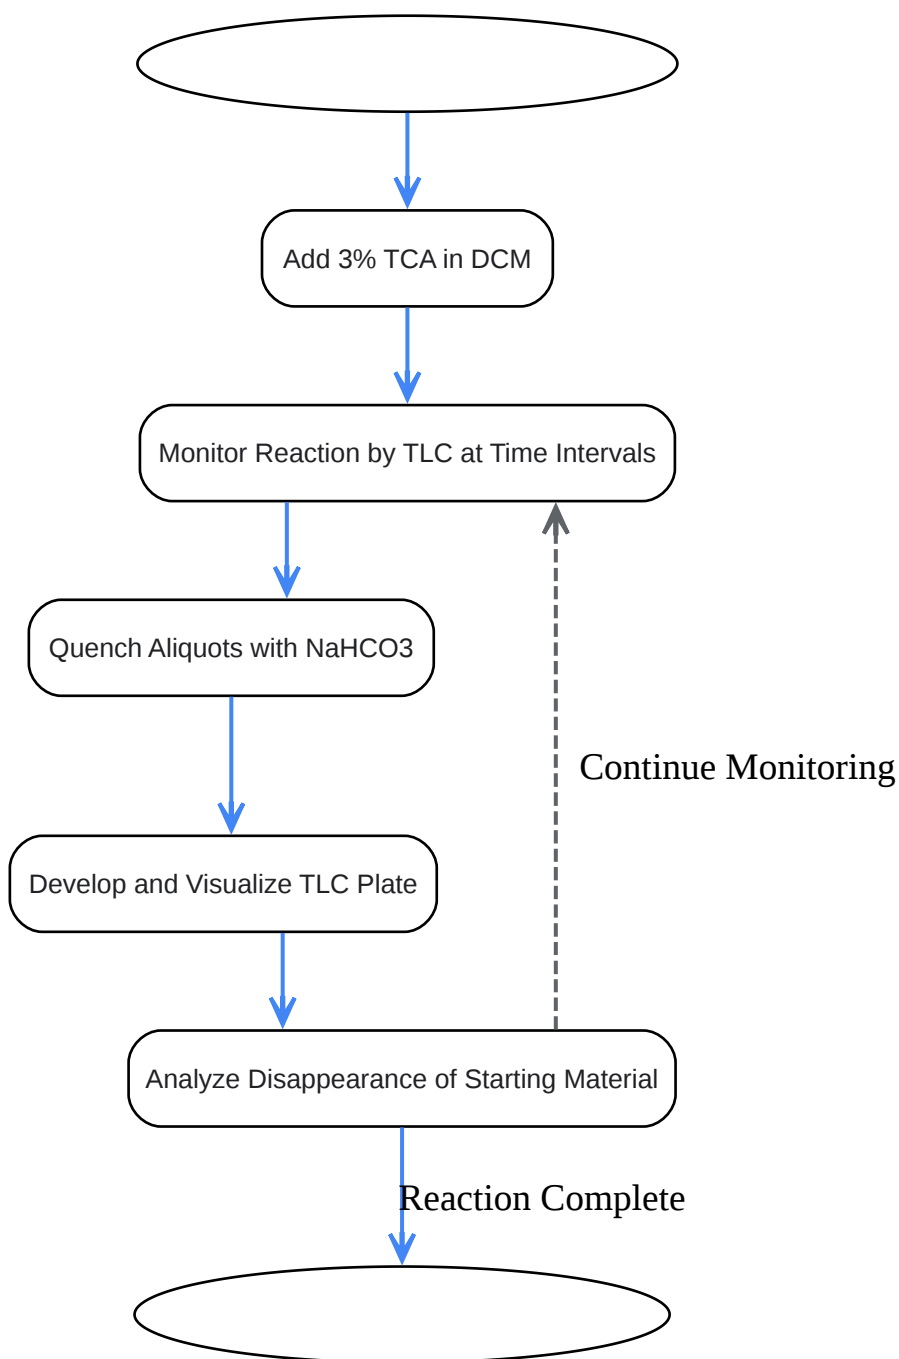 Add 3% TCA in DCM
Monitor Reaction by TLC at Time Intervals
Quench Aliquots with NaHCO3
Continue Monitoring
Develop and Visualize TLC Plate
Analyze Disappearance of Starting Material
Reaction Complete